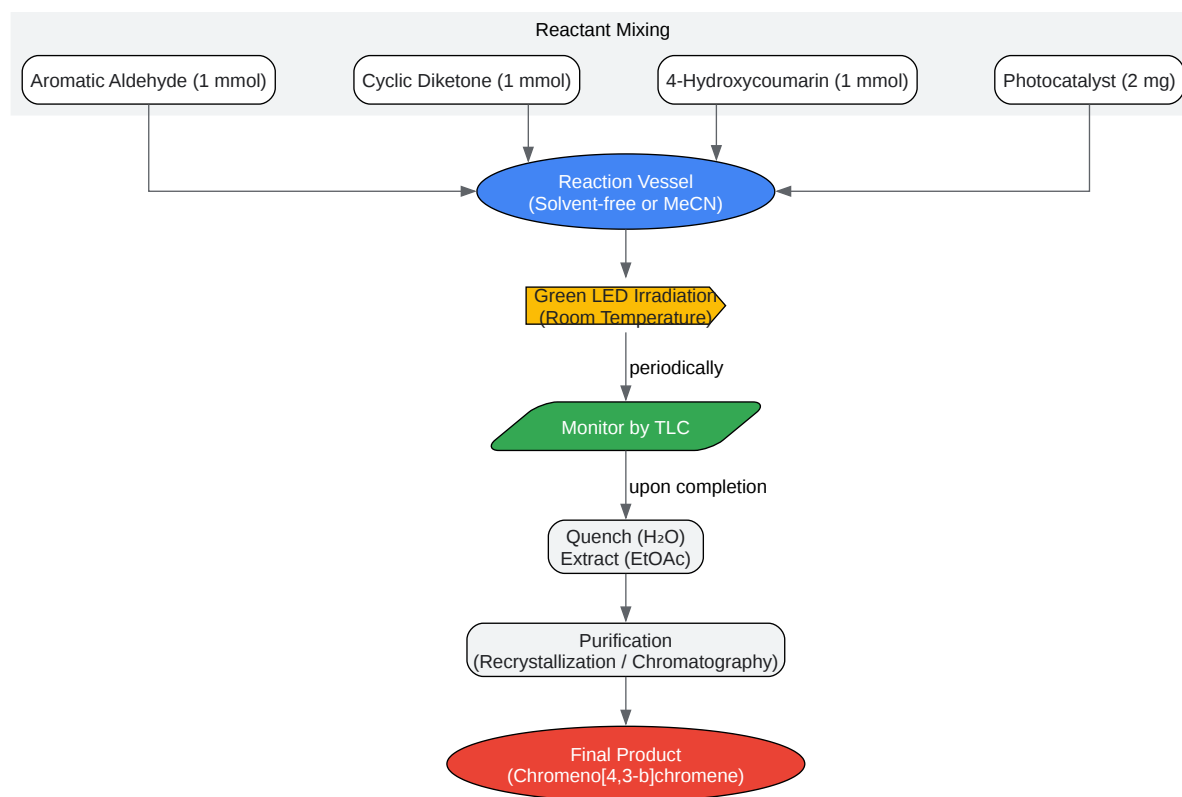 Reactant Mixing
Aromatic Aldehyde (1 mmol)
Cyclic Diketone (1 mmol)
4-Hydroxycoumarin (1 mmol)
Photocatalyst (2 mg)
Reaction Vessel
(Solvent-free or MeCN)
Green LED Irradiation
(Room Temperature)
periodically
Monitor by TLC
upon completion
Quench (H₂O)
Extract (EtOAc)
Purification
(Recrystallization / Chromatography)
Final Product
(Chromeno[4,3-b]chromene)